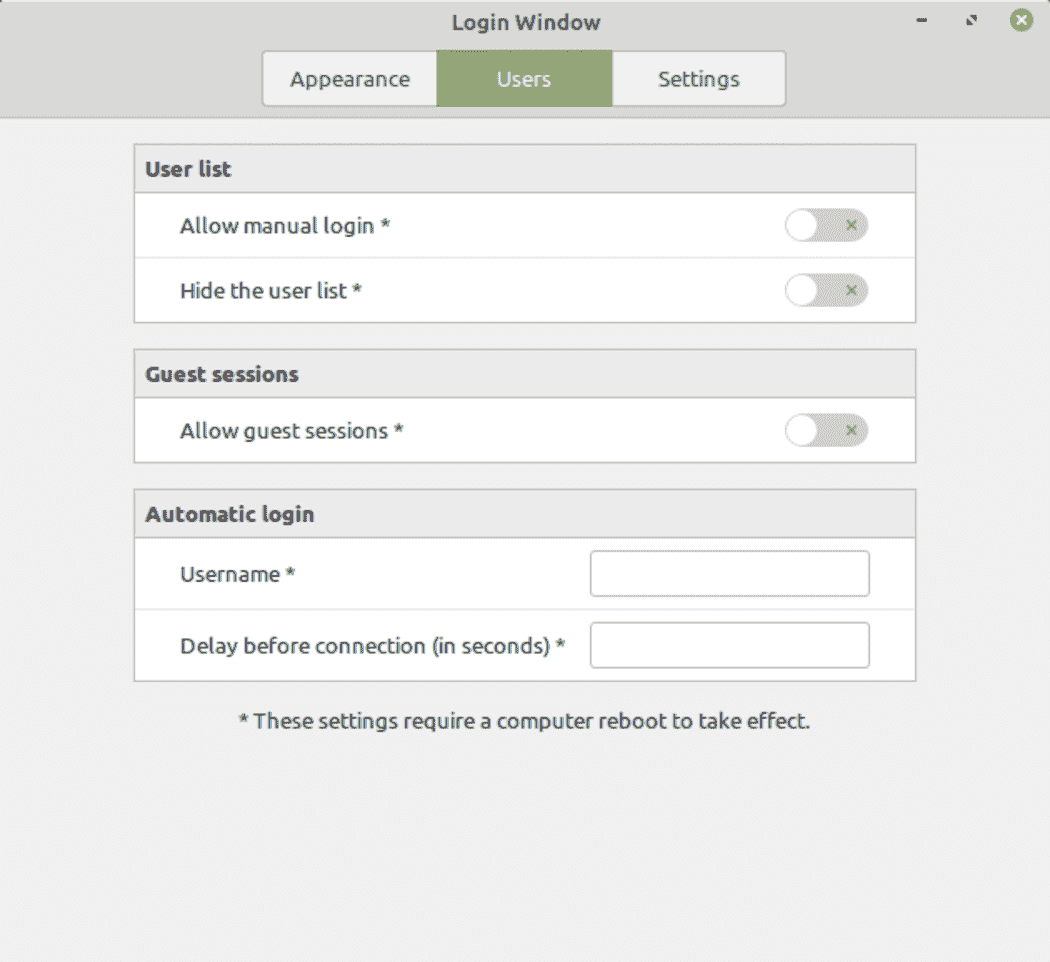 Login Window
Appearance
Users
Settings
User list
Allow manual login *
Hide the user list *
Guest sessions
Allow guest sessions *
Automatic login
Username *
Delay before connection (in seconds) *
* These settings require a computer reboot to take effect.